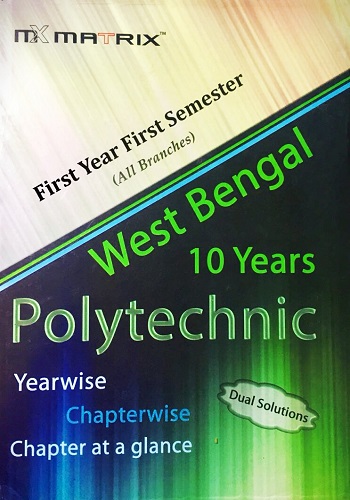 MX MATRIX™
First Year First Semester
(All Branches)
West Bengal
10 Years
Polytechnic
Yearwise
Dual Solutions
Chapterwise
Chapter at a glance